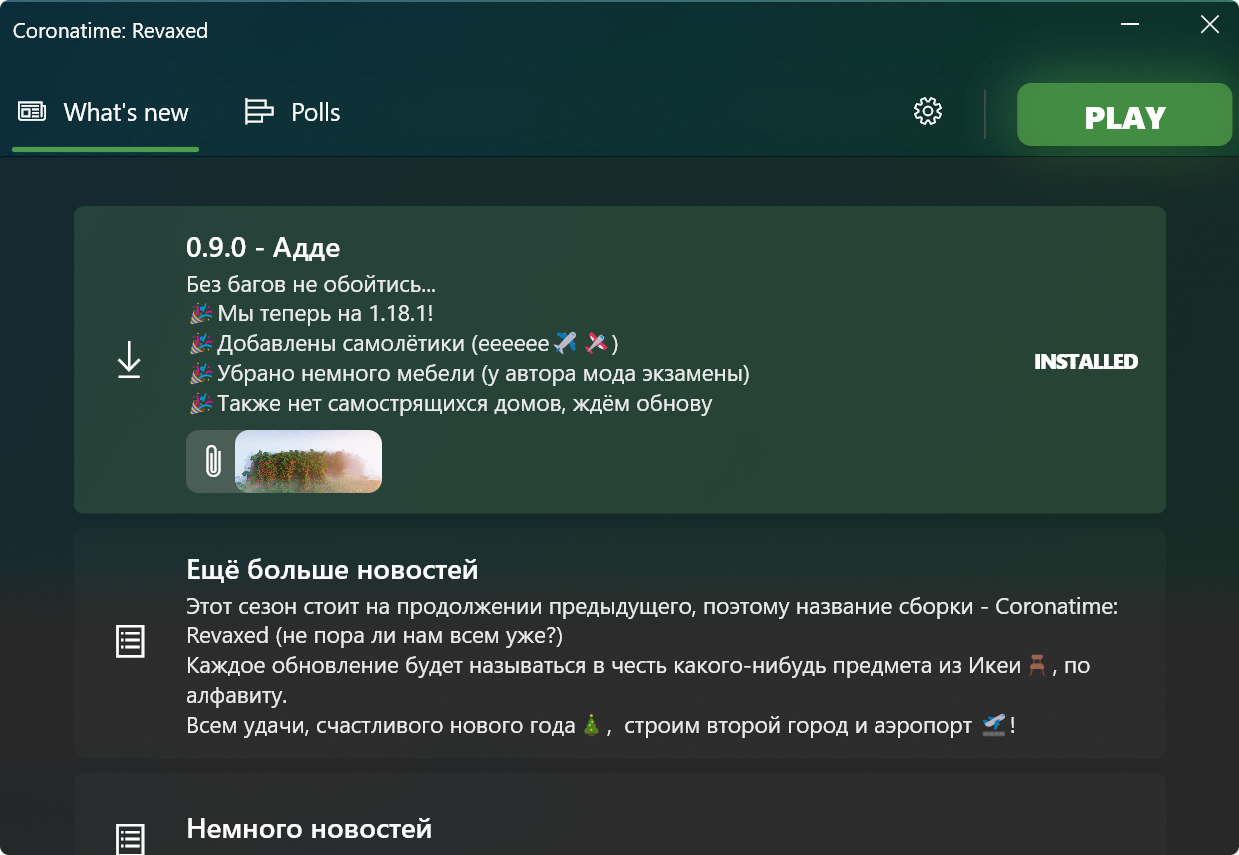 Coronatime: Revaxed
What's new
Polls
PLAY
0.9.0 - Адде
Без багов не обойтись...
🎉Мы теперь на 1.18.1!
🎉Добавлены самолётики (еееeee✈️ 🛩️)
🎉Убрано немного мебели (у автора мода экзамены)
🎉Также нет самострящихся домов, ждём обнову
INSTALLED
Ещё больше новостей
Этот сезон стоит на продолжении предыдущего, поэтому название сборки - Coronatime:
Revaxed (не пора ли нам всем уже?)
Каждое обновление будет называться в честь какого-нибудь предмета из Икеи 🪑, по
алфавиту.
Всем удачи, счастливого нового года🎄, строим второй город и аэропорт 🛫!
Немного новостей